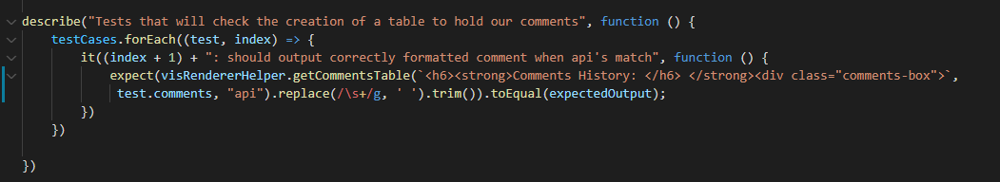 describe("Tests that will check the creation of a table to hold our comments", function () {
testCases.forEach((test, index) => {
it((index + 1) + ": should output correctly formatted comment when api's match", function () {
expect(visRendererHelper.getCommentsTable(`<h6><strong>Comments History: </h6> </strong><div class="comments-box">`,
test.comments, "api").replace(/\s+/g, ' ').trim()).toEqual(expectedOutput);
})
})
})